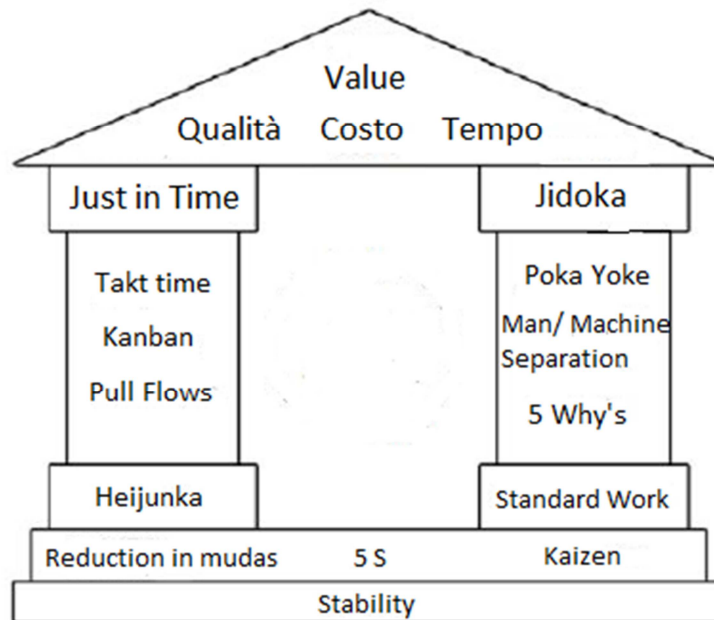 Value
Qualità Costo Tempo
Just in Time
Jidoka
Takt time
Kanban
Pull Flows
Poka Yoke
Man/ Machine
Separation
5 Why's
Heijunka
Standard Work
Reduction in mudas 5 S Kaizen
Stability